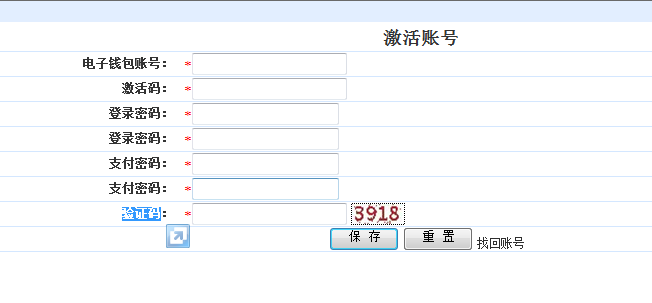 激活账号
电子钱包账号： *
激活码： *
登录密码： *
登录密码： *
支付密码： *
支付密码： *
验证码： * 3918
保 存 重 置 找回账号